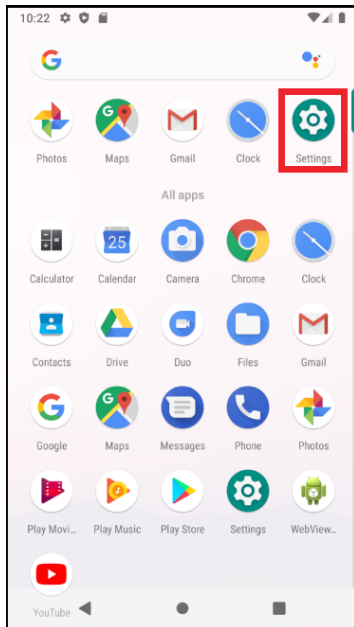 10:22
Photos Maps Gmail Clock Settings
All apps
25
Calculator Calendar Camera Chrome Clock
Contacts Drive Duo Files Gmail
Google Maps Messages Phone Photos
Play Movi... Play Music Play Store Settings WebView...
YouTube